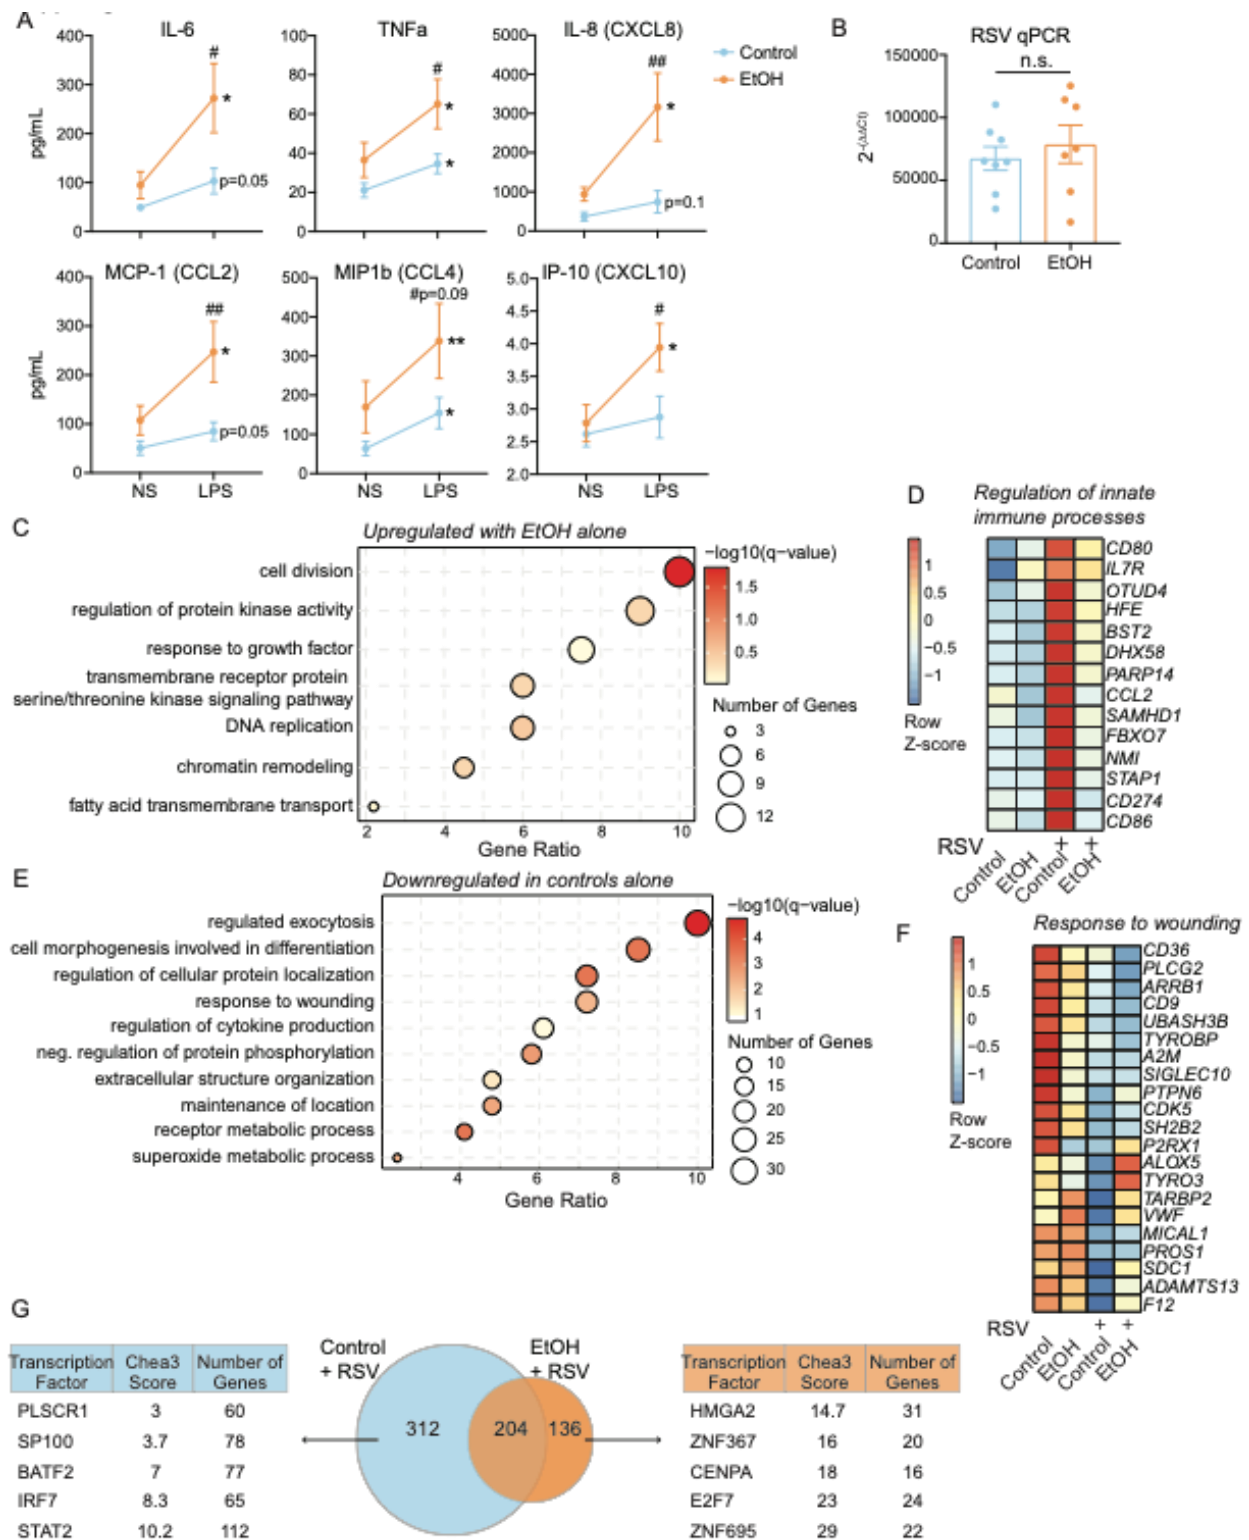 A
IL-6
TNFa
IL-8 (CXCL8)
Control
EtOH
400
300
200
100
0
pg/mL
#
*
p=0.05
100
80
60
40
20
0
#
*
*
5000
4000
3000
2000
1000
0
##
*
p=0.1
B
RSV qPCR
n.s.
150000
100000
50000
0
2-(ΔΔCt)
Control
EtOH
MCP-1 (CCL2)
MIP1b (CCL4)
IP-10 (CXCL10)
400
300
200
100
0
pg/mL
##
*
p=0.05
500
400
300
200
100
0
#p=0.09
**
*
5.0
4.5
4.0
3.5
3.0
2.5
2.0
#
*
NS
LPS
NS
LPS
NS
LPS
C
Upregulated with EtOH alone
cell division
regulation of protein kinase activity
response to growth factor
transmembrane receptor protein
serine/threonine kinase signaling pathway
DNA replication
chromatin remodeling
fatty acid transmembrane transport
2
4
6
8
10
Gene Ratio
−log10(q−value)
1.5
1.0
0.5
Number of Genes
3
6
9
12
D
Regulation of innate
immune processes
1
0.5
0
−0.5
−1
Row
Z−score
CD80
IL7R
OTUD4
HFE
BST2
DHX58
PARP14
CCL2
SAMHD1
FBXO7
NMI
STAP1
CD274
CD86
RSV
+
+
Control
EtOH
Control
EtOH
E
Downregulated in controls alone
regulated exocytosis
cell morphogenesis involved in differentiation
regulation of cellular protein localization
response to wounding
regulation of cytokine production
neg. regulation of protein phosphorylation
extracellular structure organization
maintenance of location
receptor metabolic process
superoxide metabolic process
4
6
8
10
Gene Ratio
−log10(q−value)
4
3
2
1
Number of Genes
10
15
20
25
30
F
Response to wounding
1
0.5
0
−0.5
−1
Row
Z−score
CD36
PLCG2
ARRB1
CD9
UBASH3B
TYROBP
A2M
SIGLEC10
PTPN6
CDK5
SH2B2
P2RX1
ALOX5
TYRO3
TARBP2
VWF
MICAL1
PROS1
SDC1
ADAMTS13
F12
RSV
+
+
Control
EtOH
Control
EtOH
G
Transcription Factor Chea3 Score Number of Genes
PLSCR1 3 60
SP100 3.7 78
BATF2 7 77
IRF7 8.3 65
STAT2 10.2 112
Control
+ RSV
EtOH
+ RSV
312
204
136
Transcription Factor Chea3 Score Number of Genes
HMGA2 14.7 31
ZNF367 16 20
CENPA 18 16
E2F7 23 24
ZNF695 29 22